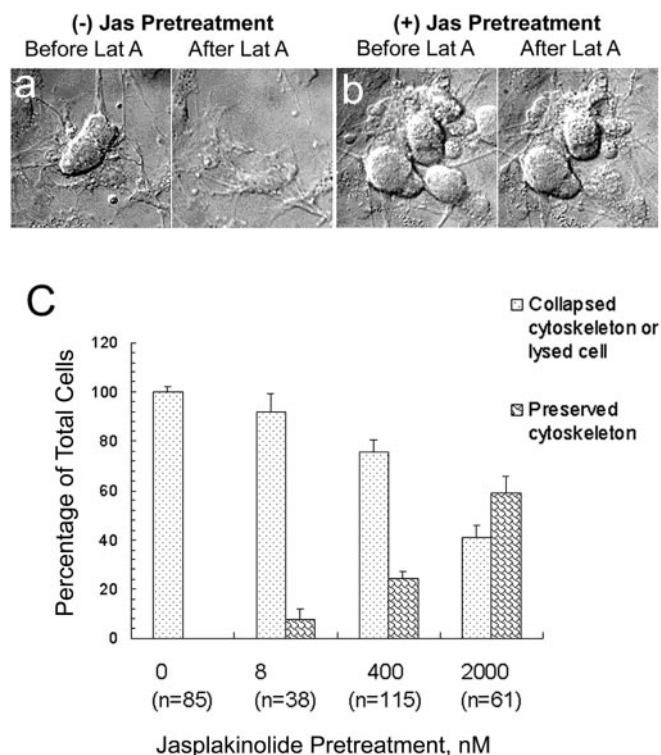 (-) Jas Pretreatment (+) Jas Pretreatment
Before Lat A After Lat A Before Lat A After Lat A
a b
C
Collapsed
cytoskeleton or
lysed cell
Preserved
cytoskeleton
Percentage of Total Cells
120
100
80
60
40
20
0
0 8 400 2000
(n=85) (n=38) (n=115) (n=61)
Jasplakinolide Pretreatment, nM